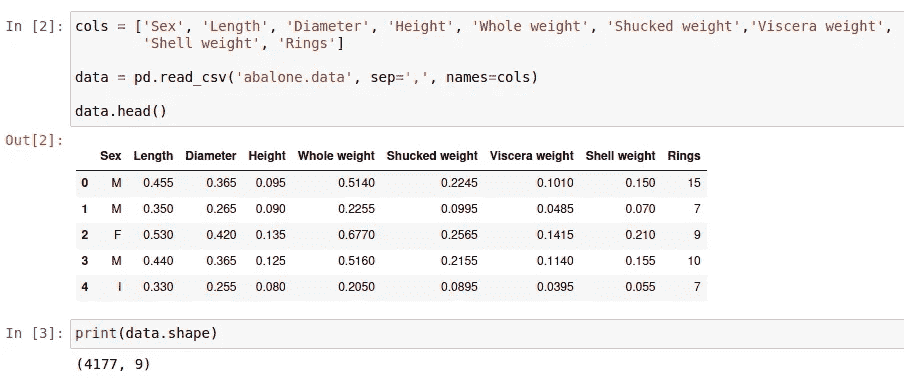 In [2]: cols = ['Sex', 'Length', 'Diameter', 'Height', 'Whole weight', 'Shucked weight','Viscera weight',
'Shell weight', 'Rings']
data = pd.read_csv('abalone.data', sep=',', names=cols)
data.head()
Out[2]:
Sex Length Diameter Height Whole weight Shucked weight Viscera weight Shell weight Rings
0 M 0.455 0.365 0.095 0.5140 0.2245 0.1010 0.150 15
1 M 0.350 0.265 0.090 0.2255 0.0995 0.0485 0.070 7
2 F 0.530 0.420 0.135 0.6770 0.2565 0.1415 0.210 9
3 M 0.440 0.365 0.125 0.5160 0.2155 0.1140 0.155 10
4 I 0.330 0.255 0.080 0.2050 0.0895 0.0395 0.055 7
In [3]: print(data.shape)
(4177, 9)